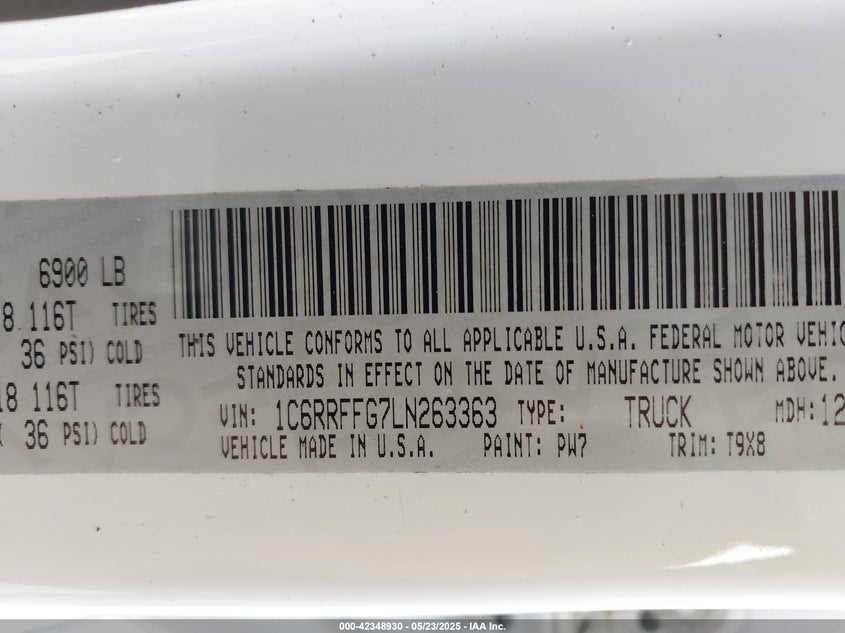 6900 LB
8 116T TIRES
36 PSI) COLD
18 116T TIRES
36 PSI) COLD
THIS VEHICLE CONFORMS TO ALL APPLICABLE U.S.A. FEDERAL MOTOR VEHIC
STANDARDS IN EFFECT ON THE DATE OF MANUFACTURE SHOWN ABOVE.
VIN: 1C6RRFFG7LN263363 TYPE: TRUCK MDH: 12
VEHICLE MADE IN U.S.A. PAINT: PW7 TRIM: T9X8
000-42348930 - 05/23/2025 - IAA Inc.